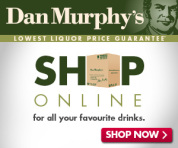 Dan Murphy's
LOWEST LIQUOR PRICE GUARANTEE
SHOP
ONLINE
for all your favourite drinks.
SHOP NOW >